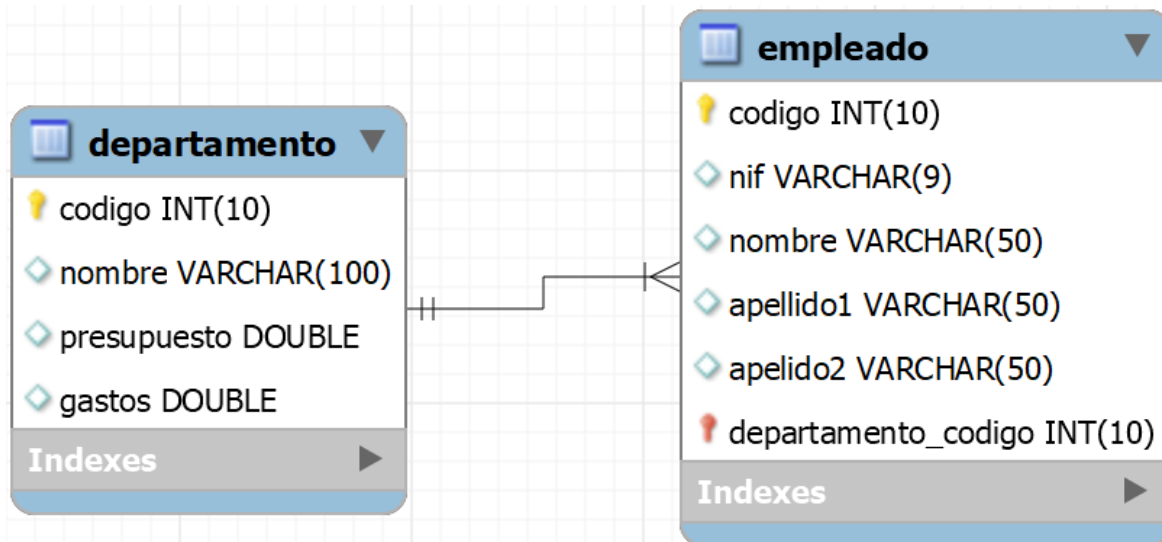 departamento
codigo INT(10)
nombre VARCHAR(100)
presupuesto DOUBLE
gastos DOUBLE
Indexes
empleado
codigo INT(10)
nif VARCHAR(9)
nombre VARCHAR(50)
apellido1 VARCHAR(50)
apelido2 VARCHAR(50)
departamento_codigo INT(10)
Indexes